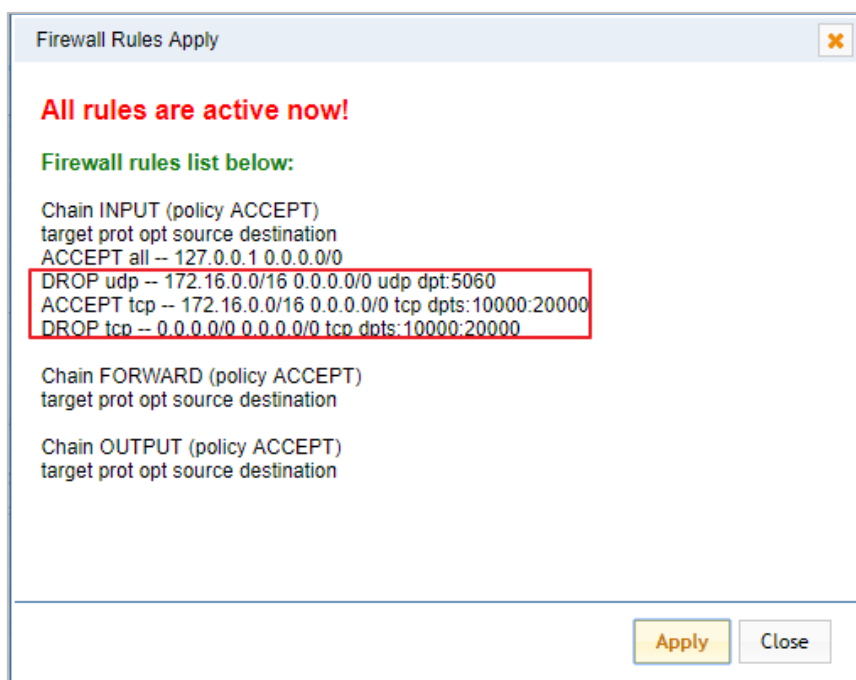 Firewall Rules Apply
All rules are active now!
Firewall rules list below:
Chain INPUT (policy ACCEPT)
target prot opt source destination
ACCEPT all -- 127.0.0.1 0.0.0.0/0
DROP udp -- 172.16.0.0/16 0.0.0.0/0 udp dpt:5060
ACCEPT tcp -- 172.16.0.0/16 0.0.0.0/0 tcp dpts:10000:20000
DROP tcp -- 0.0.0.0/0 0.0.0.0/0 tcp dpts:10000:20000
Chain FORWARD (policy ACCEPT)
target prot opt source destination
Chain OUTPUT (policy ACCEPT)
target prot opt source destination
Apply Close